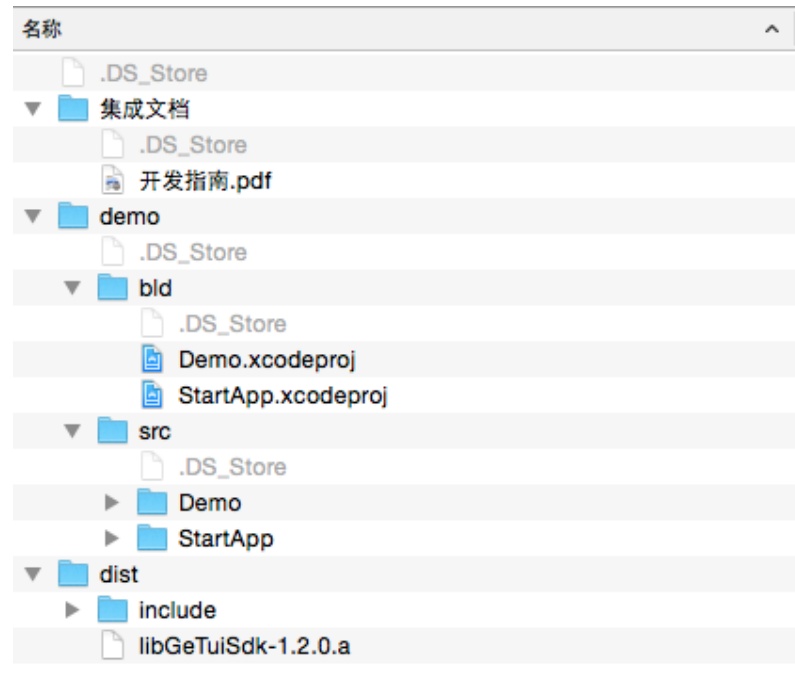 名称
.DS_Store
集成文档
.DS_Store
开发指南.pdf
demo
.DS_Store
bld
.DS_Store
Demo.xcodeproj
StartApp.xcodeproj
src
.DS_Store
Demo
StartApp
dist
include
libGeTuiSdk-1.2.0.a